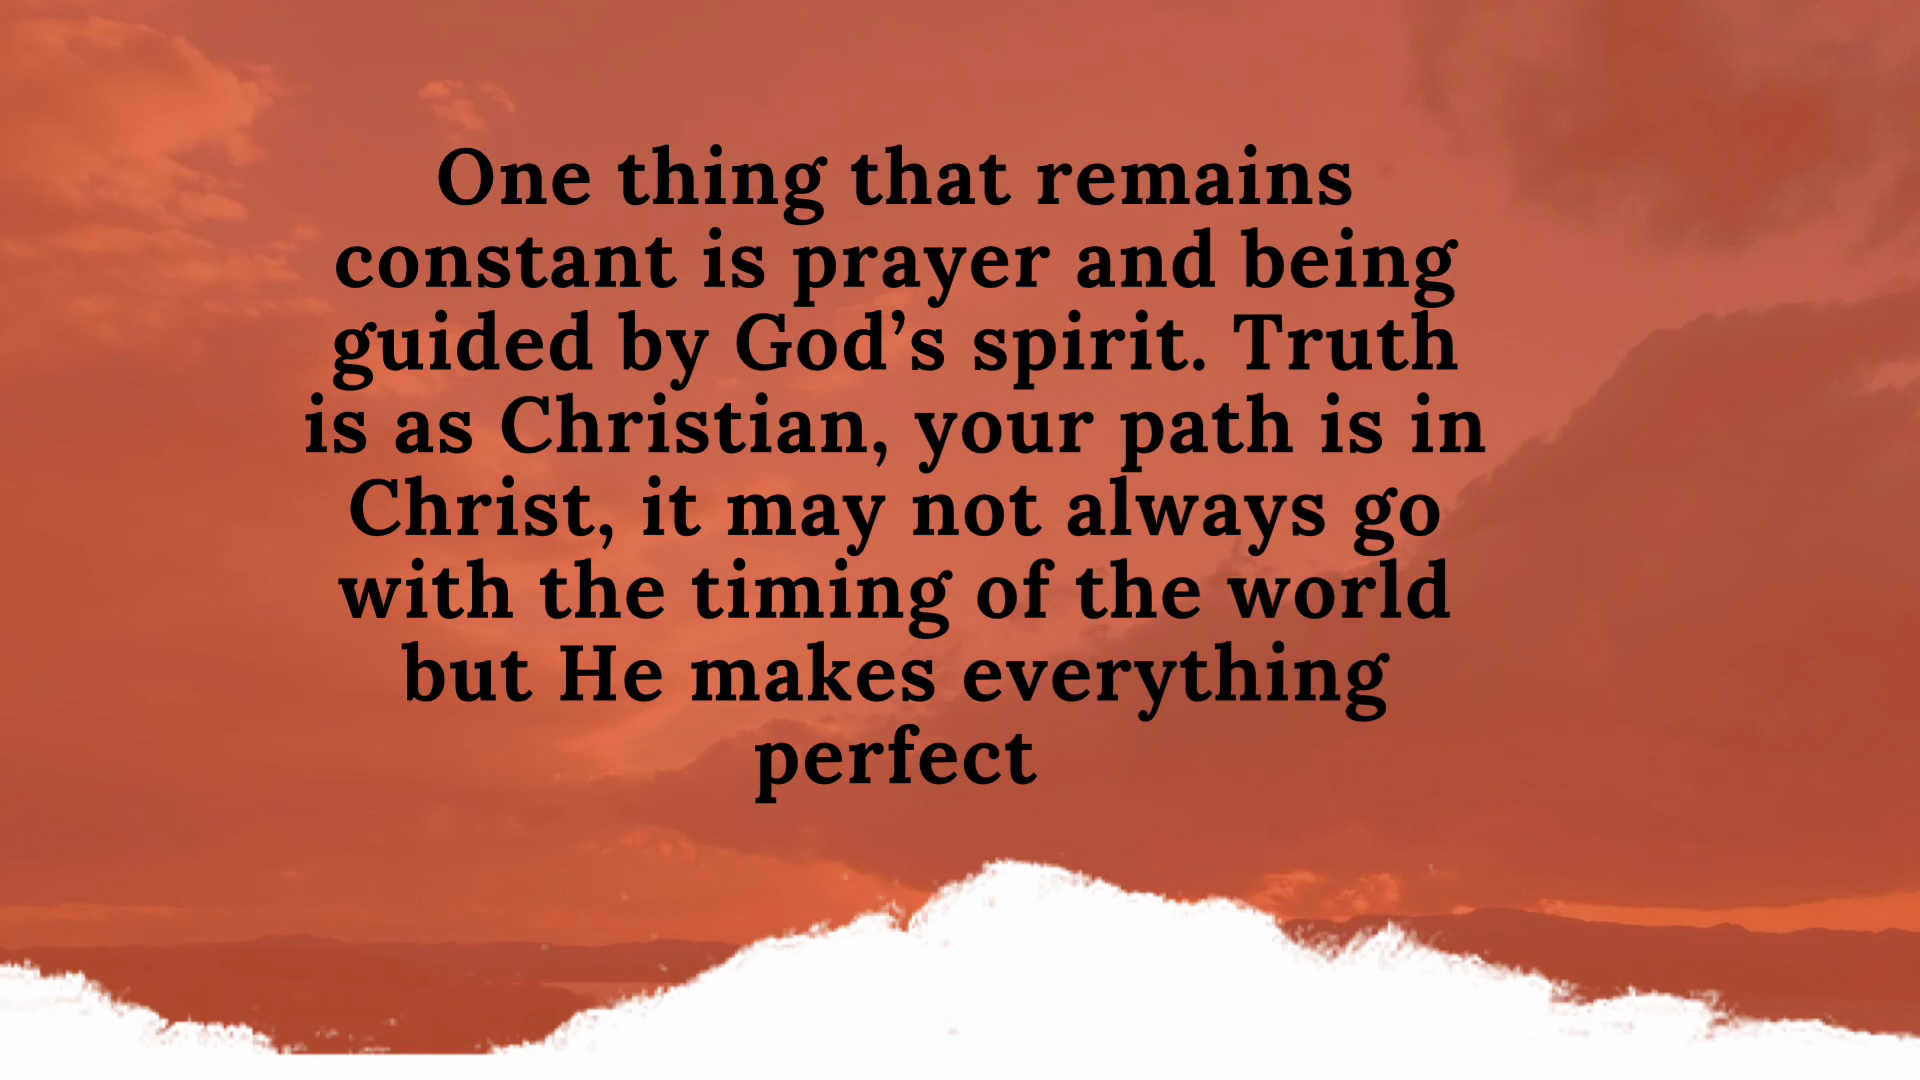 One thing that remains
constant is prayer and being
guided by God’s spirit. Truth
is as Christian, your path is in
Christ, it may not always go
with the timing of the world
but He makes everything
perfect